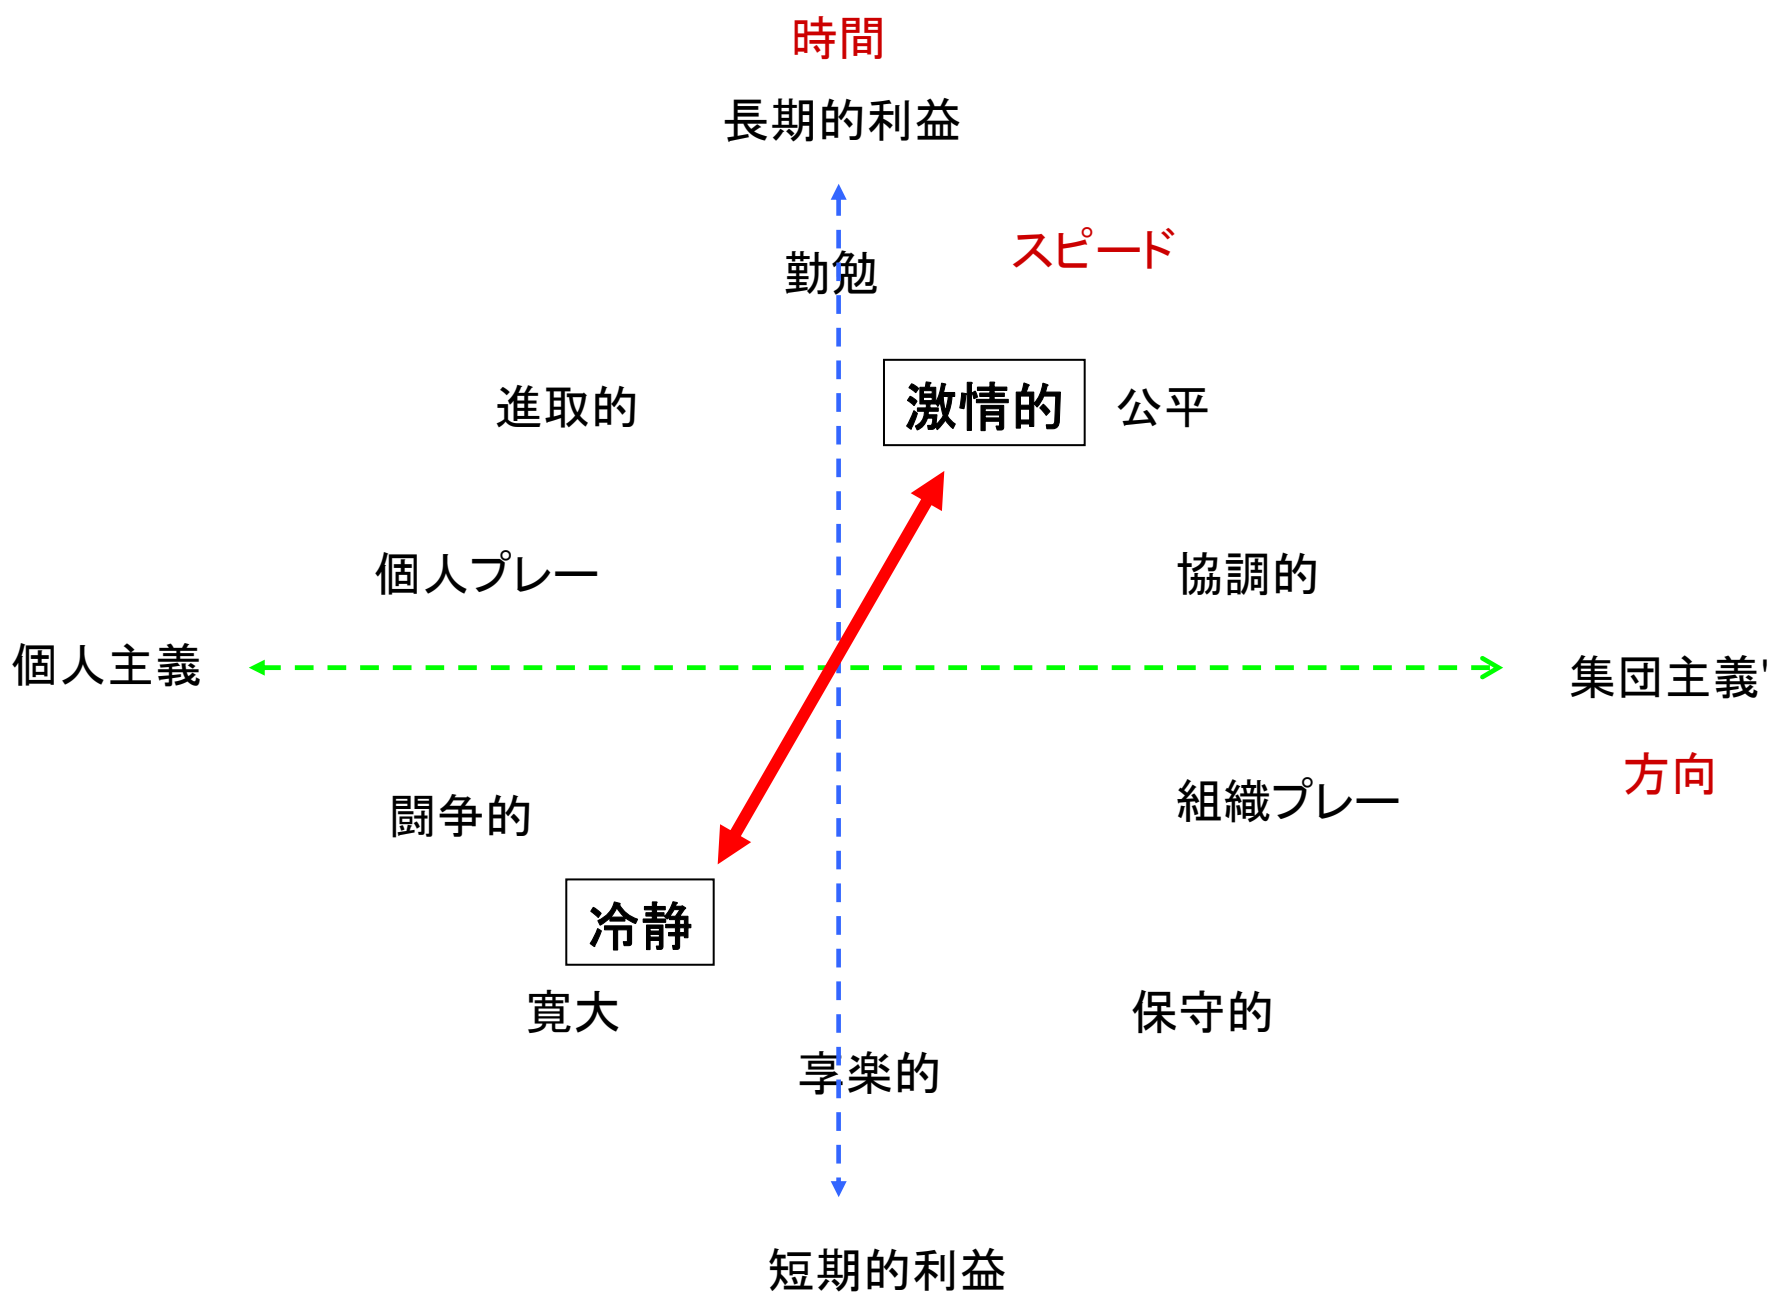 時間
長期的利益
スピード
勤勉
激情的
進取的
公平
個人プレー
協調的
個人主義
集団主義'
方向
組織プレー
闘争的
冷静
寛大
保守的
享楽的
短期的利益